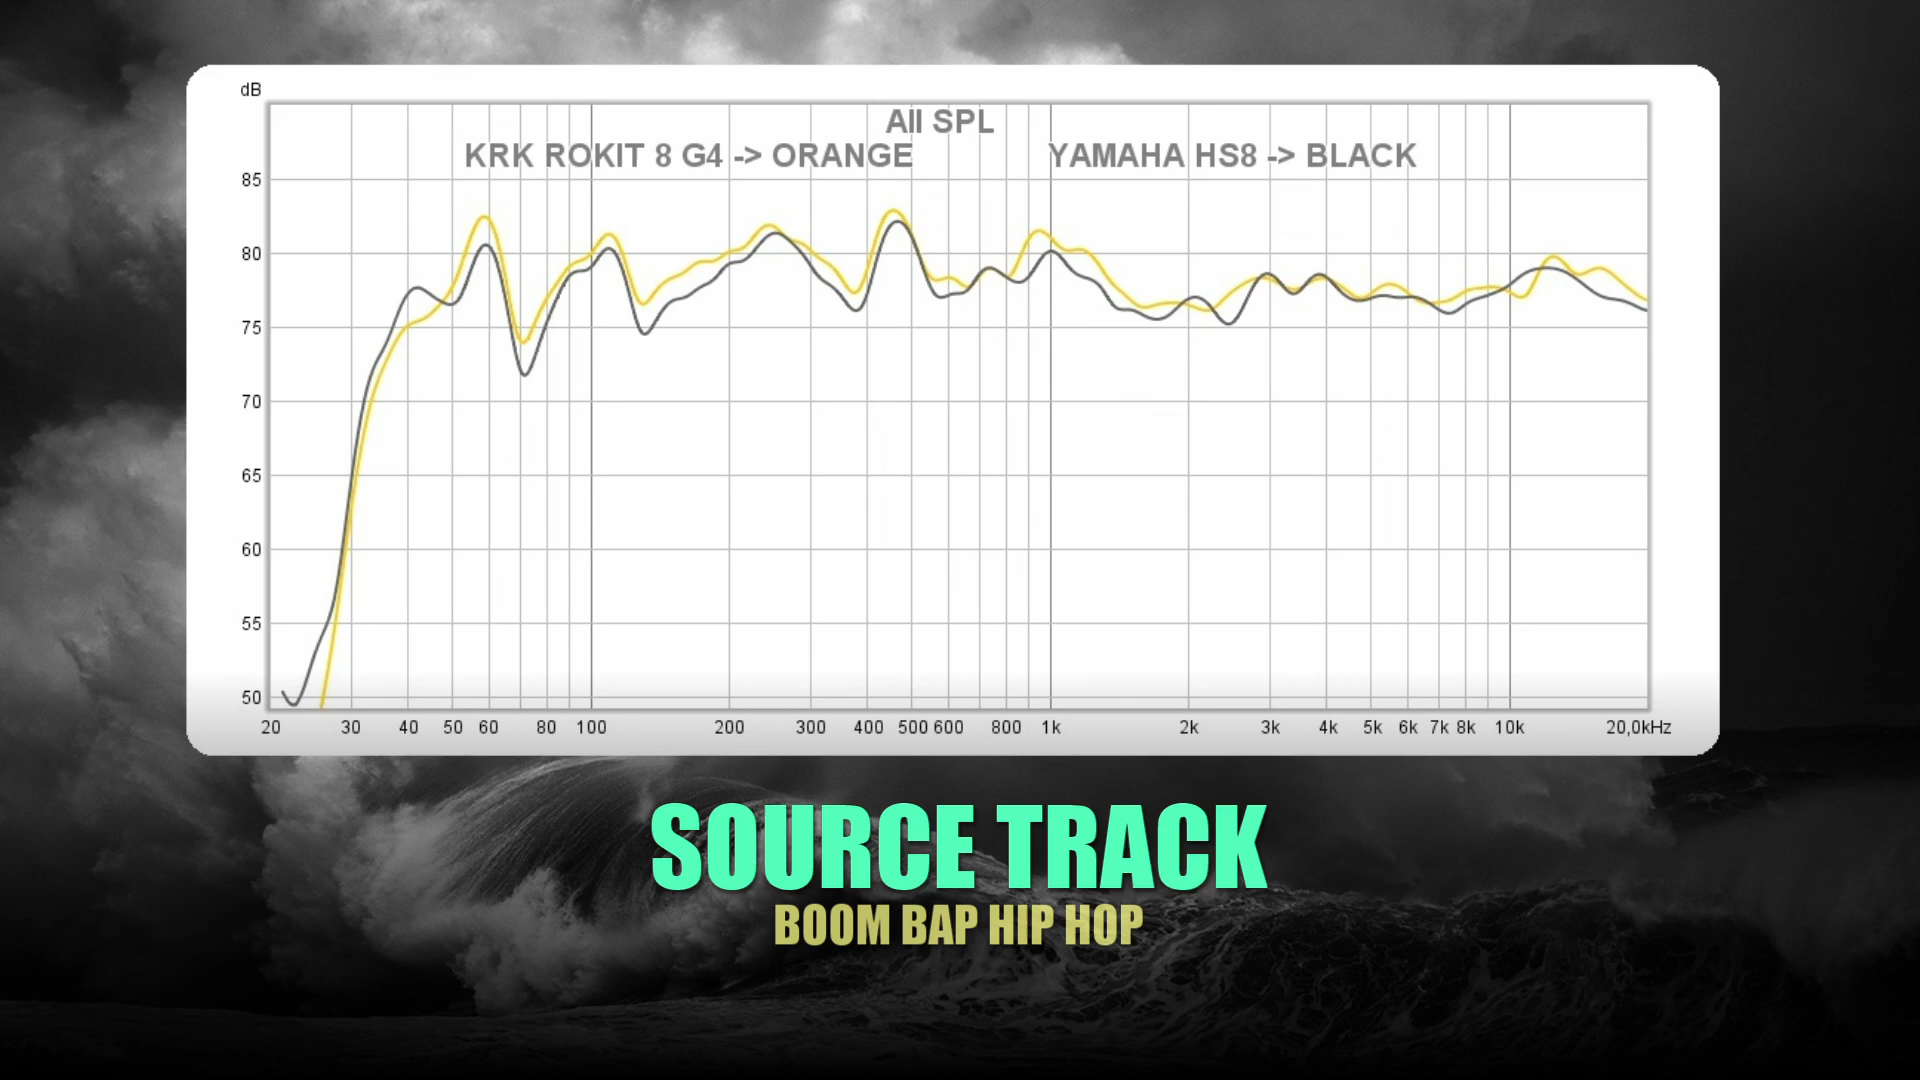 dB
All SPL
KRK ROKIT 8 G4 -> ORANGE YAMAHA HS8 -> BLACK
85
80
75
70
65
60
55
50
20 30 40 50 60 80 100 200 300 400 500 600 800 1k 2k 3k 4k 5k 6k 7k 8k 10k 20,0kHz
SOURCE TRACK
BOOM BAP HIP HOP